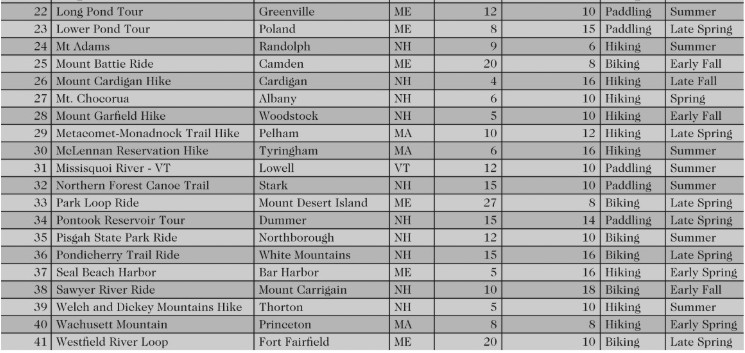 22 Long Pond Tour Greenville ME 12 10 Paddling Summer
23 Lower Pond Tour Poland ME 8 15 Paddling Late Spring
24 Mt Adams Randolph NH 9 6 Hiking Summer
25 Mount Battie Ride Camden ME 20 8 Biking Early Fall
26 Mount Cardigan Hike Cardigan NH 4 16 Hiking Late Fall
27 Mt. Chocorua Albany NH 6 10 Hiking Spring
28 Mount Garfield Hike Woodstock NH 5 10 Hiking Early Fall
29 Metacomet-Monadnock Trail Hike Pelham MA 10 12 Hiking Late Spring
30 McLennan Reservation Hike Tyringham MA 6 16 Hiking Summer
31 Missisquoi River - VT Lowell VT 12 10 Paddling Summer
32 Northern Forest Canoe Trail Stark NH 15 10 Paddling Summer
33 Park Loop Ride Mount Desert Island ME 27 8 Biking Late Spring
34 Pontook Reservoir Tour Dummer NH 15 14 Paddling Late Spring
35 Pisgah State Park Ride Northborough NH 12 10 Biking Summer
36 Pondicherry Trail Ride White Mountains NH 15 16 Biking Late Spring
37 Seal Beach Harbor Bar Harbor ME 5 16 Hiking Early Spring
38 Sawyer River Ride Mount Carrigain NH 10 18 Biking Early Fall
39 Welch and Dickey Mountains Hike Thorton NH 5 10 Hiking Summer
40 Wachusett Mountain Princeton MA 8 8 Hiking Early Spring
41 Westfield River Loop Fort Fairfield ME 20 10 Biking Late Spring